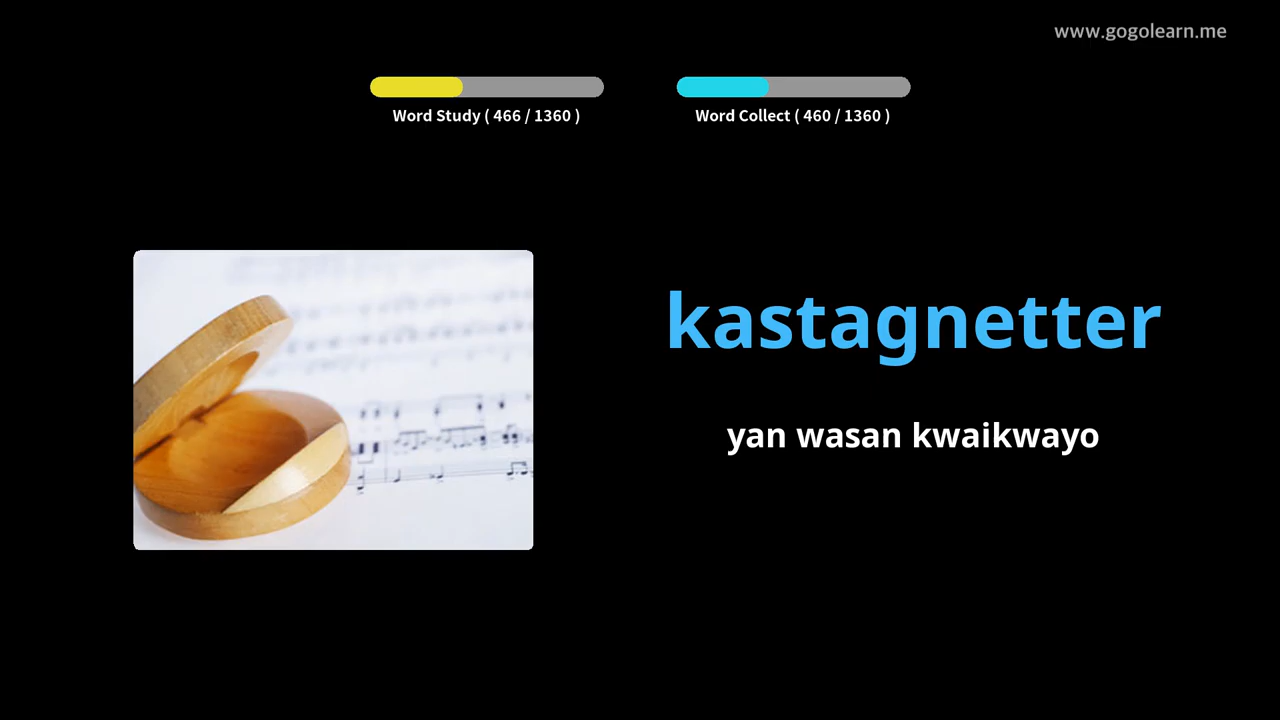 www.gogolearn.me
Word Study ( 466 / 1360 )
Word Collect ( 460 / 1360 )
kastagnetter
yan wasan kwaikwayo